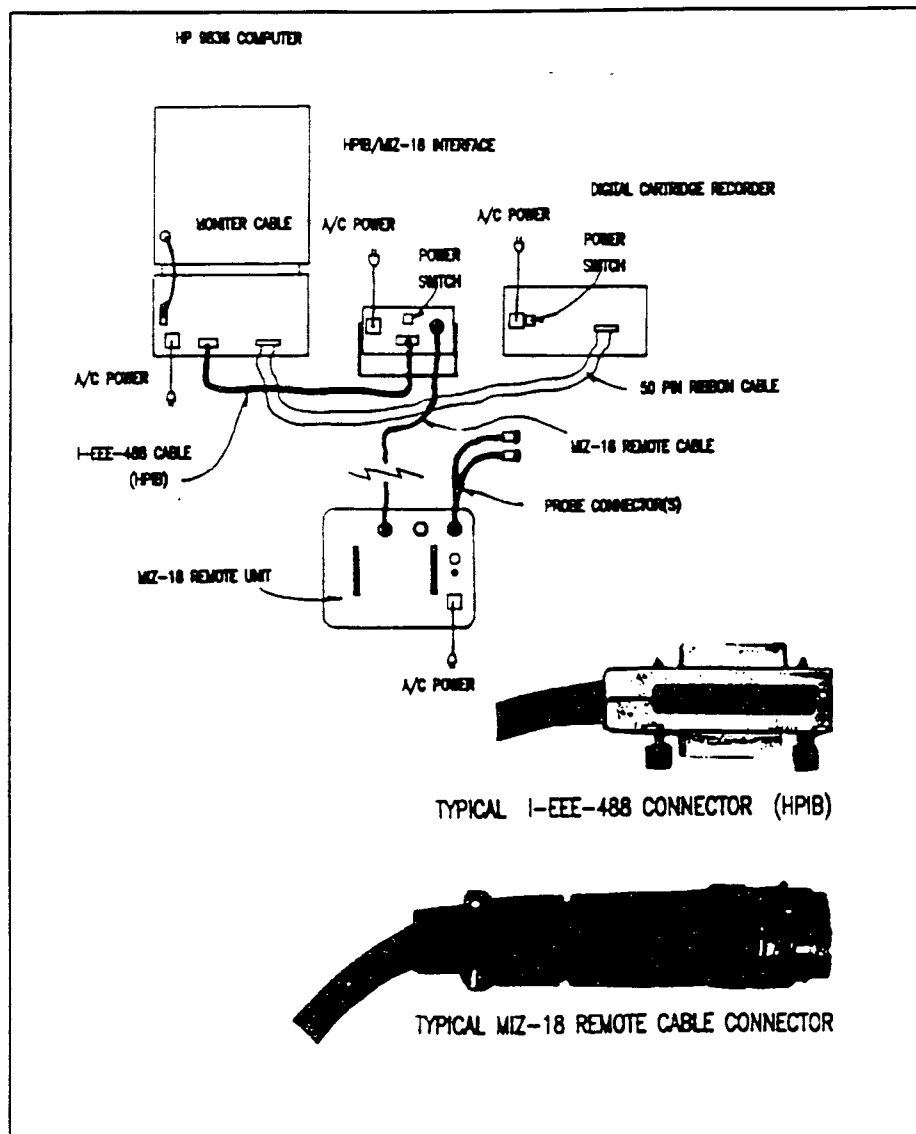 HP 9836 COMPUTER
HPIB/MIZ-18 INTERFACE
DIGITAL CARTRIDGE RECORDER
MONITER CABLE
A/C POWER
A/C POWER
POWER
SWITCH
POWER
SWITCH
A/C POWER
50 PIN RIBBON CABLE
I-EEE-488 CABLE
(HPIB)
MIZ-18 REMOTE CABLE
PROBE CONNECTOR(S)
MIZ-18 REMOTE UNIT
A/C POWER
TYPICAL I-EEE-488 CONNECTOR (HPIB)
TYPICAL MIZ-18 REMOTE CABLE CONNECTOR